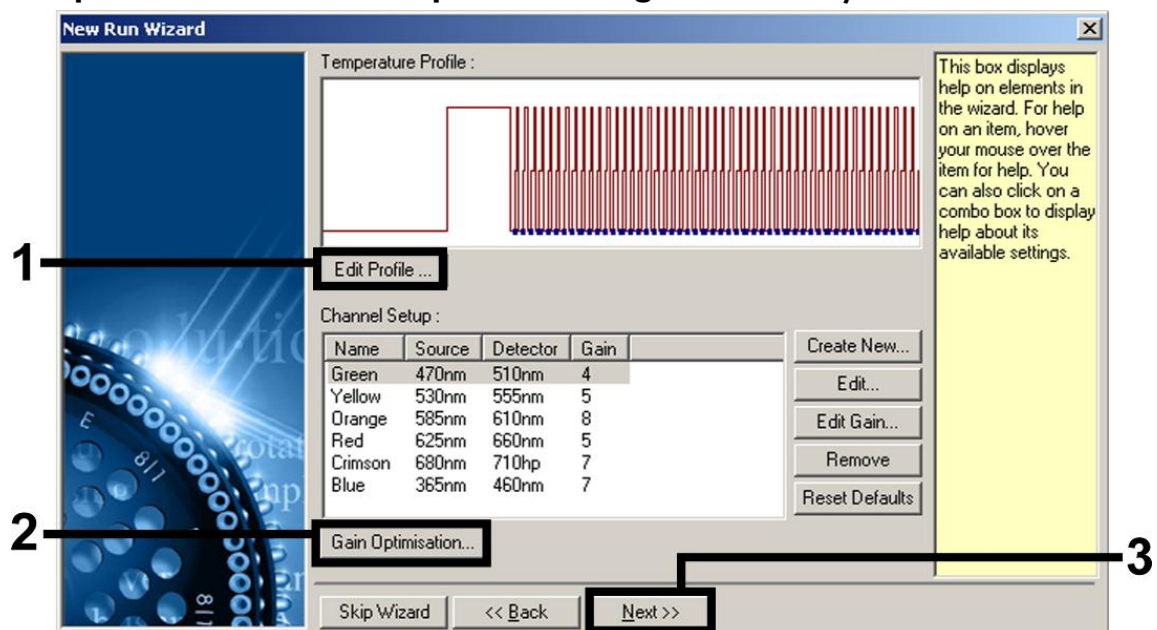 New Run Wizard
Temperature Profile :
This box displays
help on elements in
the wizard. For help
on an item, hover
your mouse over the
item for help. You
can also click on a
combo box to display
help about its
available settings.
1
Edit Profile ...
Channel Setup :
Name Source Detector Gain
Green 470nm 510nm 4
Yellow 530nm 555nm 5
Orange 585nm 610nm 8
Red 625nm 660nm 5
Crimson 680nm 710hp 7
Blue 365nm 460nm 7
Create New...
Edit...
Edit Gain...
Remove
Reset Defaults
2
Gain Optimisation...
3
Skip Wizard
<< Back
Next >>